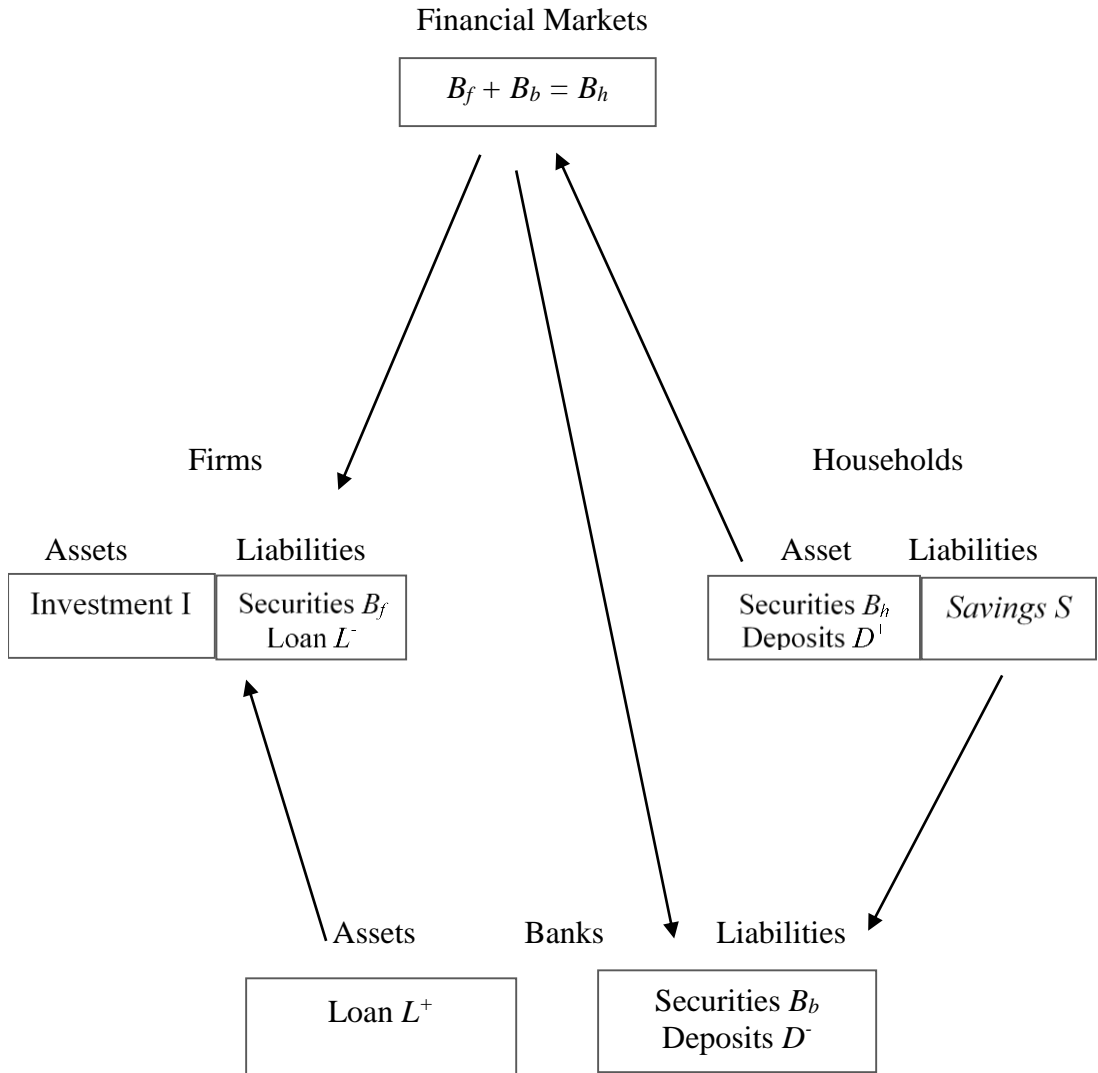 Financial Markets
B_f + B_b = B_h
Firms
Households
Assets Liabilities
Asset Liabilities
Investment I
Securities B_f
Loan L⁻
Securities B_h
Deposits D⁺
Savings S
Assets Banks Liabilities
Loan L⁺
Securities B_b
Deposits D⁻